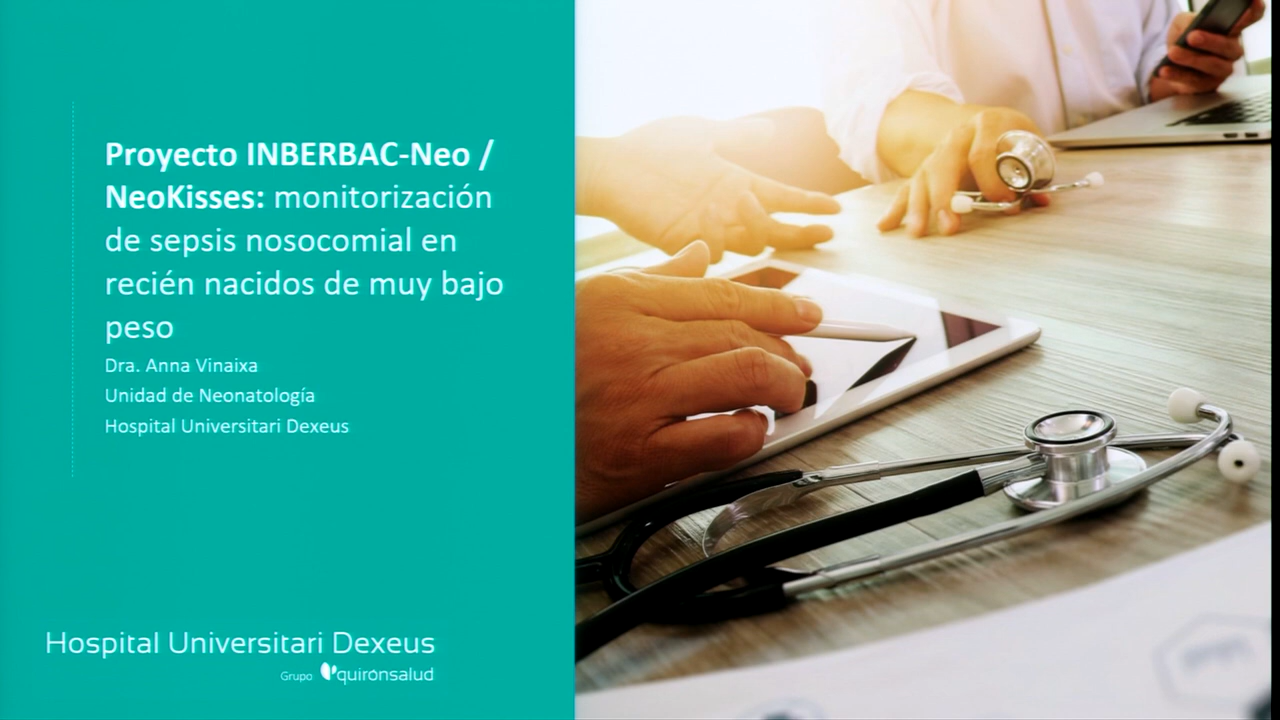 Proyecto INBERBAC-Neo /
NeoKisses: monitorización
de sepsis nosocomial en
recién nacidos de muy bajo
peso
Dra. Anna Vinaixa
Unidad de Neonatología
Hospital Universitari Dexeus
Hospital Universitari Dexeus
Grupo quirónsalud